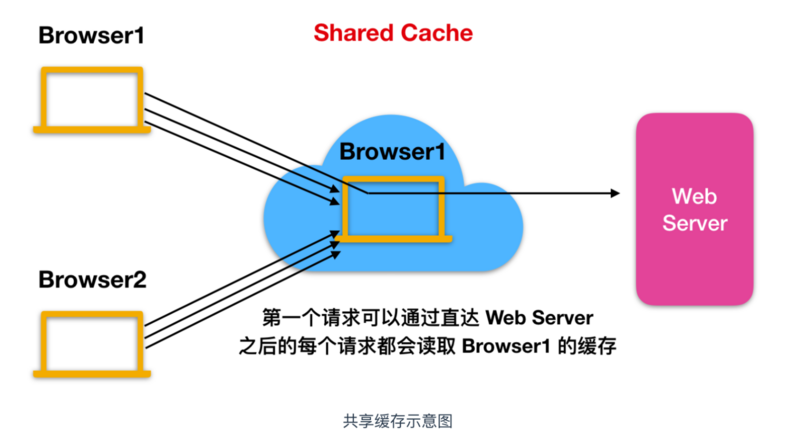 Shared Cache
Browser1
Browser1
Web
Server
Browser2
第一个请求可以通过直达 Web Server
之后的每个请求都会读取 Browser1 的缓存
共享缓存示意图